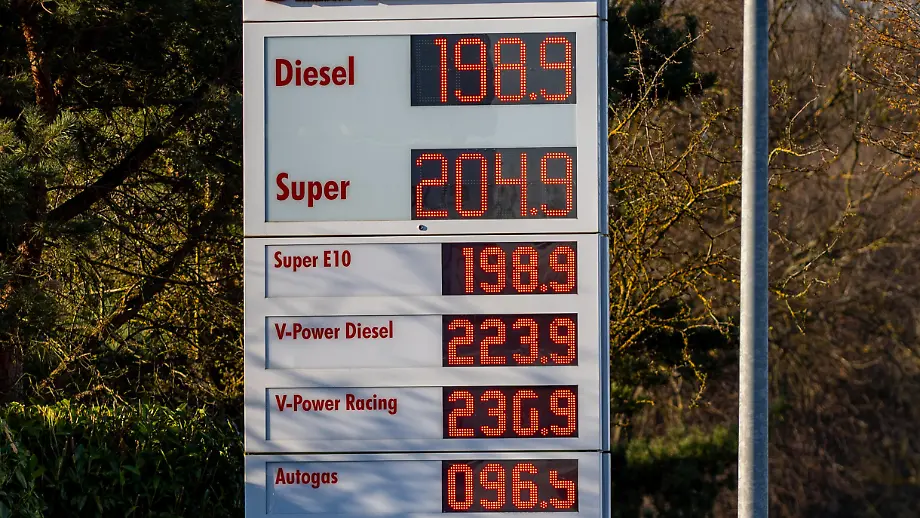 Diesel 198.9
Super 204.9
Super E10 198.9
V-Power Diesel 223.9
V-Power Racing 230.9
Autogas 096.5